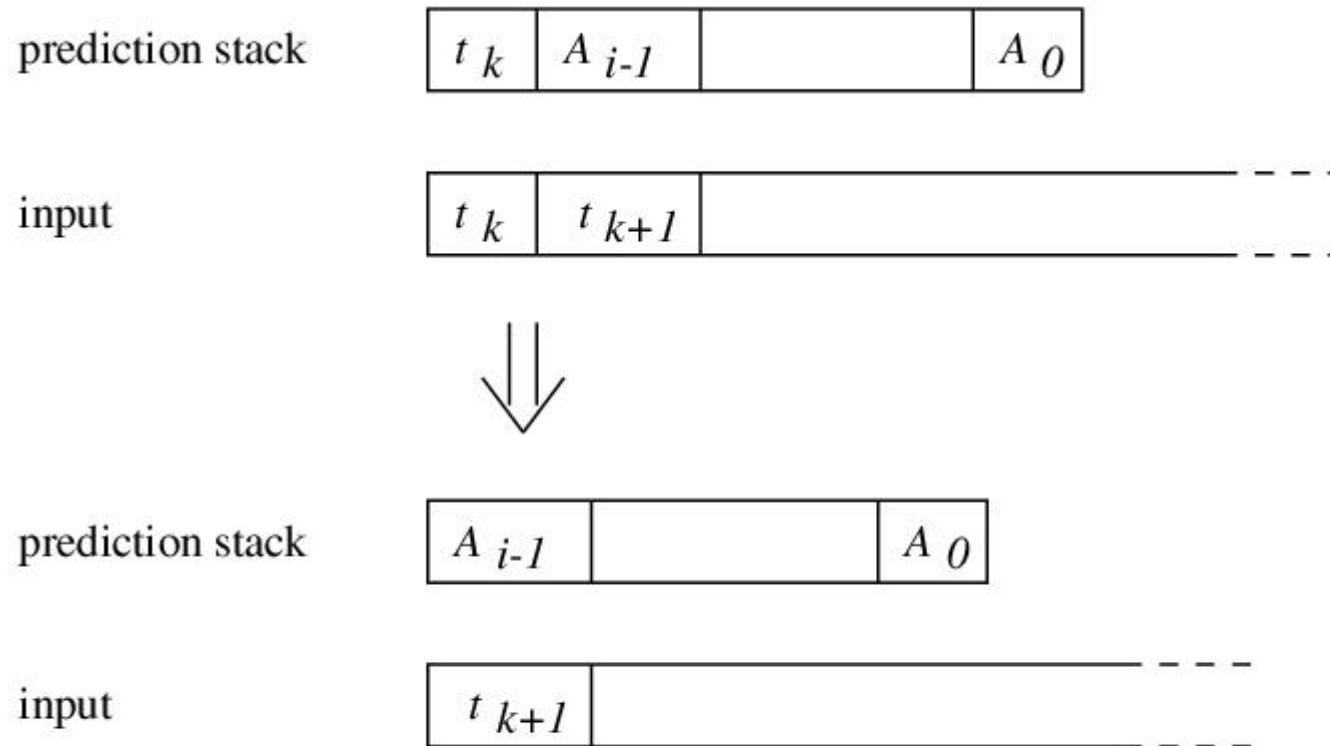 prediction stack t k A i-1 A 0
input t k t k+1
prediction stack A i-1 A 0
input t k+1